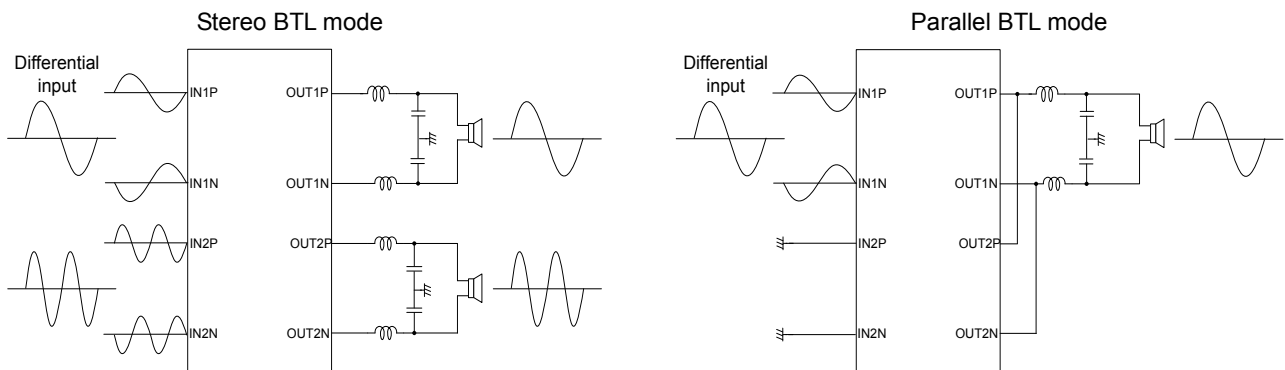 Stereo BTL mode
Differential
input
IN1P
OUT1P
IN1N
OUT1N
IN2P
OUT2P
IN2N
OUT2N
Parallel BTL mode
Differential
input
IN1P
OUT1P
IN1N
OUT1N
IN2P
OUT2P
IN2N
OUT2N